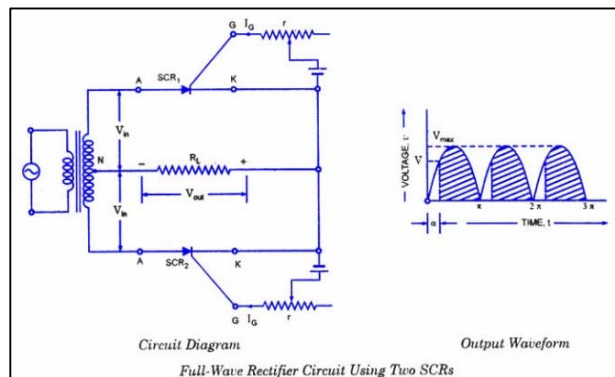 G I_G r
SCR₁
A K
V_in
N
R_L
− +
V_out
V_in
A K
SCR₂
G I_G r
VOLTAGE, υ
V_max
V
α
π 2π 3π
TIME, t
Circuit Diagram
Output Waveform
Full-Wave Rectifier Circuit Using Two SCRs